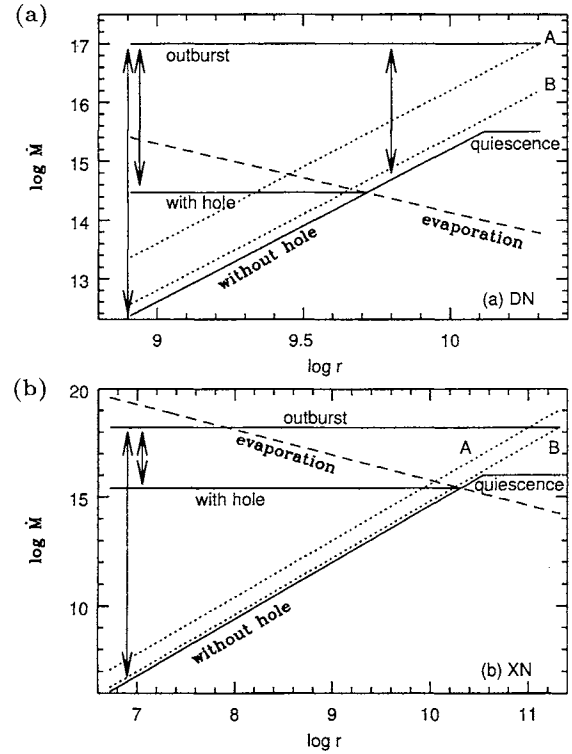 (a)
17
16
15
14
13
log Ṁ
outburst
A
B
quiescence
with hole
without hole
evaporation
(a) DN
9
9.5
10
log r
(b)
20
15
10
log Ṁ
outburst
evaporation
A
B
with hole
quiescence
without hole
(b) XN
7
8
9
10
11
log r